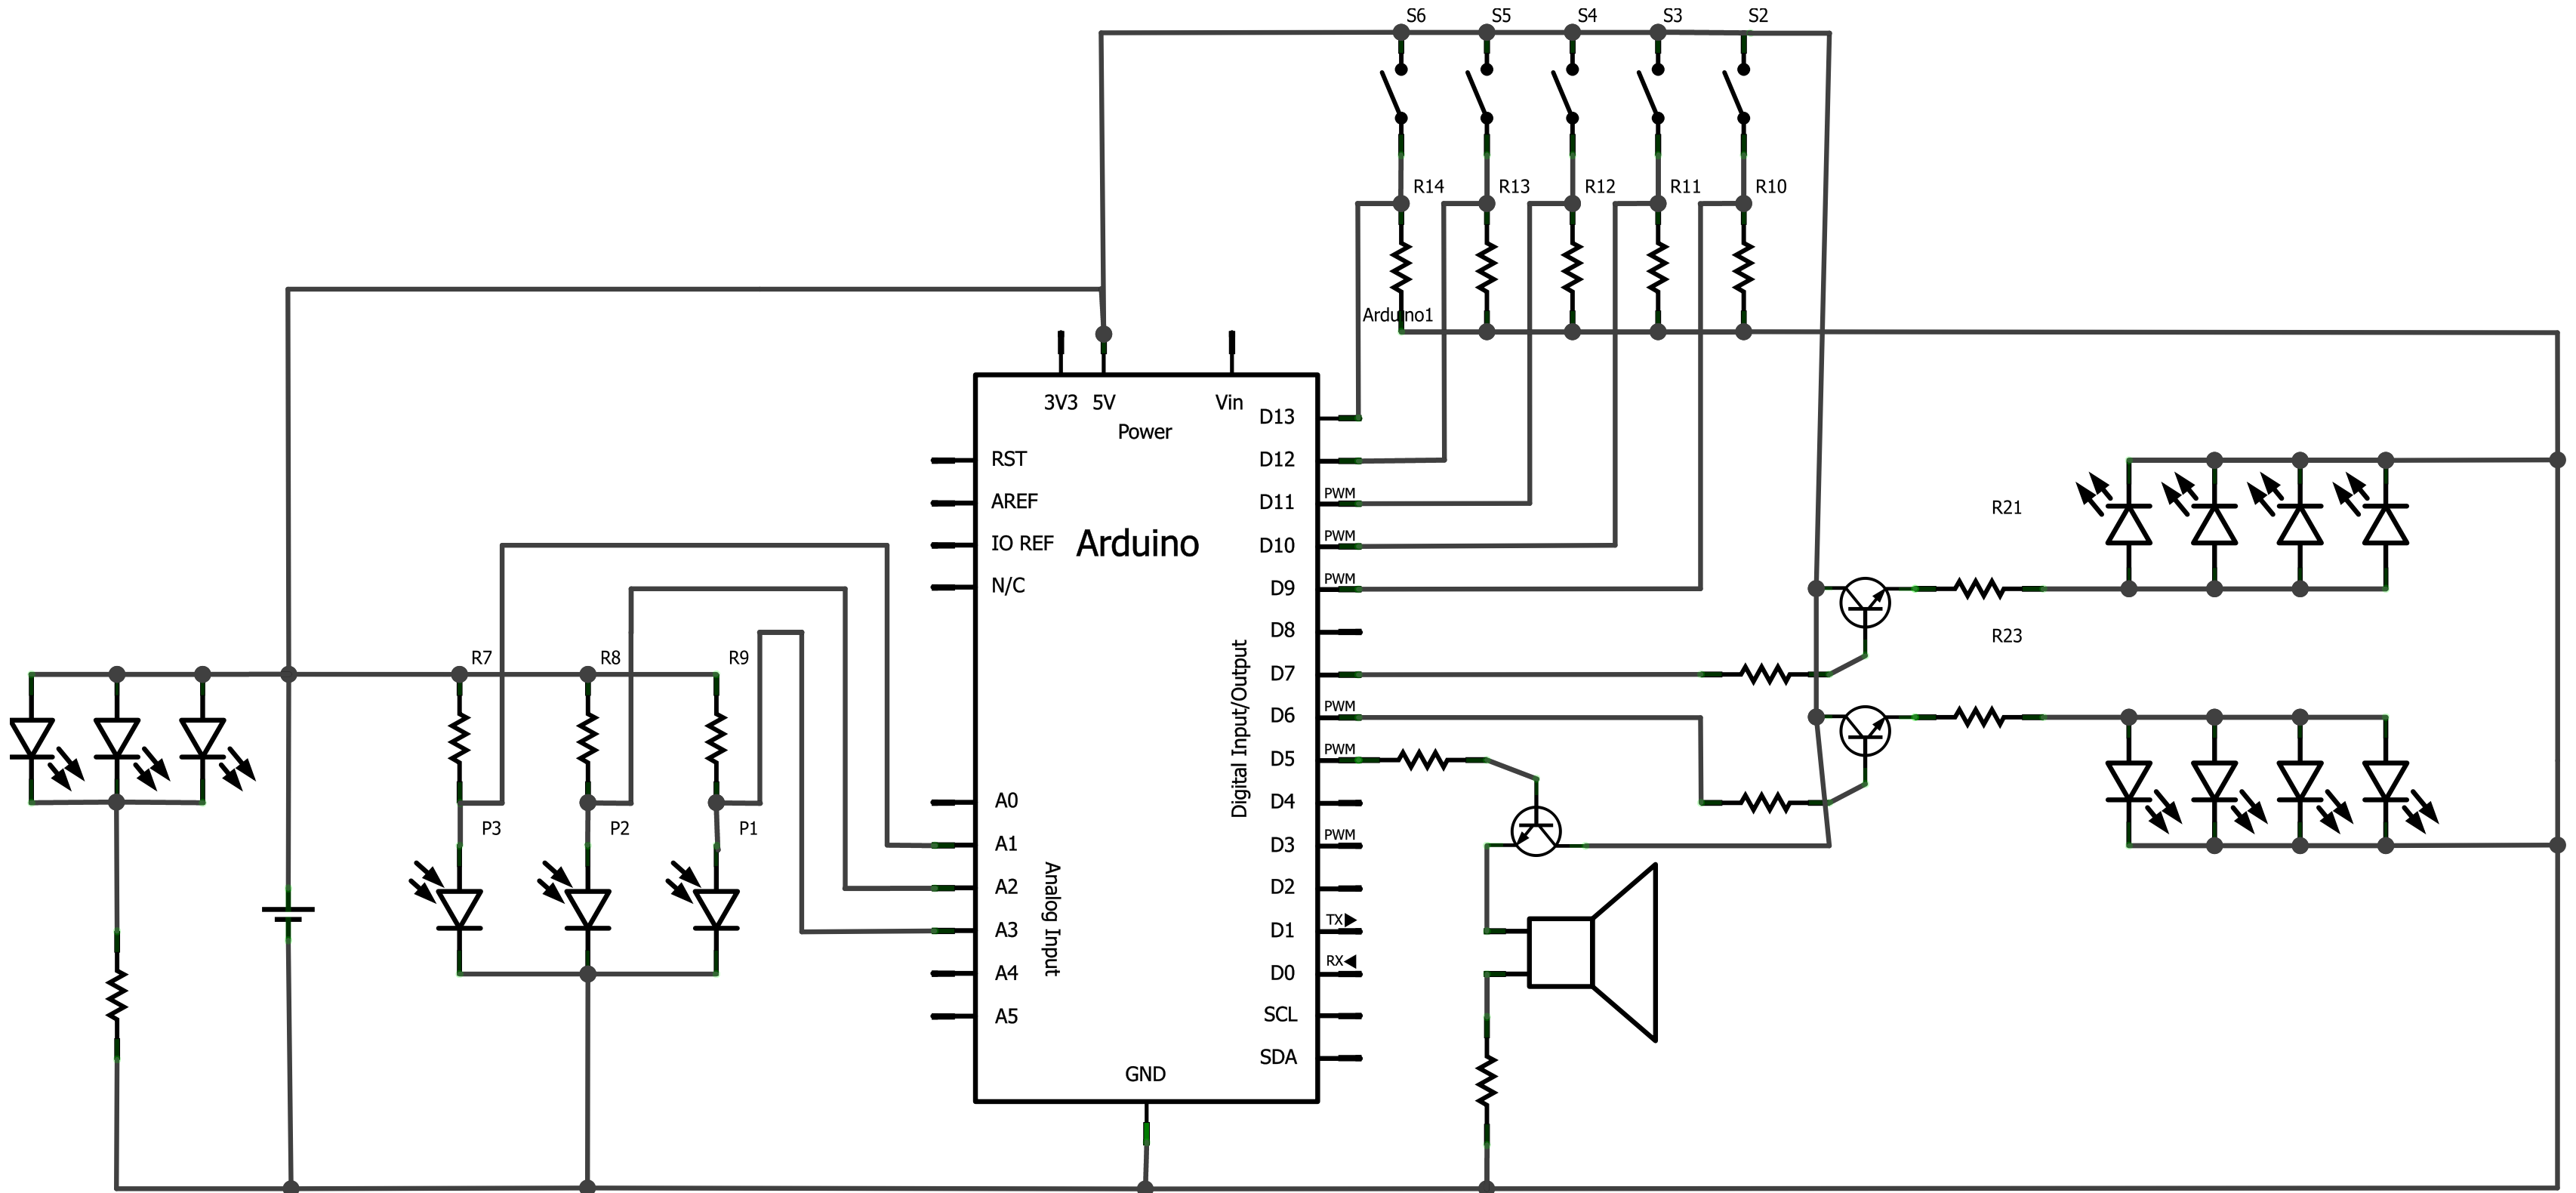 S6 S5 S4 S3 S2
R14 R13 R12 R11 R10
Arduino1
3V3 5V Vin
Power
D13
RST D12
AREF D11 PWM
IO REF Arduino D10 PWM
N/C D9 PWM
D8
D7
D6 PWM
D5 PWM
A0 D4
A1 D3 PWM
A2 D2
A3 D1 TX
A4 D0 RX
A5 SCL
SDA
GND
Digital Input/Output
Analog Input
R21
R23
R7 R8 R9
P3 P2 P1